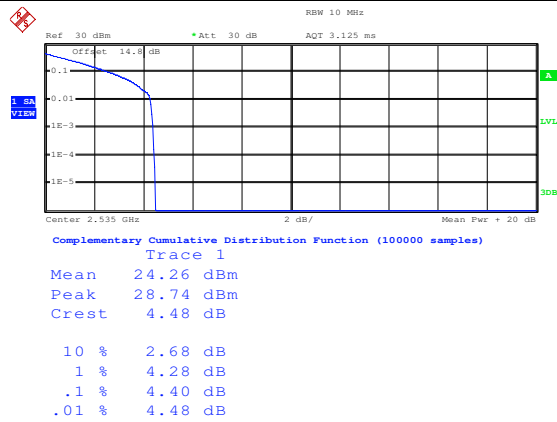 RBW 10 MHz
Ref 30 dBm *Att 30 dB AQT 3.125 ms
Offset 14.8 dB
0.1
A
0.01
1 SA
VIEW
LVL
1E-3
1E-4
1E-5
3DB
Center 2.535 GHz 2 dB/ Mean Pwr + 20 dB
Complementary Cumulative Distribution Function (100000 samples)
Trace 1
Mean 24.26 dBm
Peak 28.74 dBm
Crest 4.48 dB
10 % 2.68 dB
1 % 4.28 dB
.1 % 4.40 dB
.01 % 4.48 dB